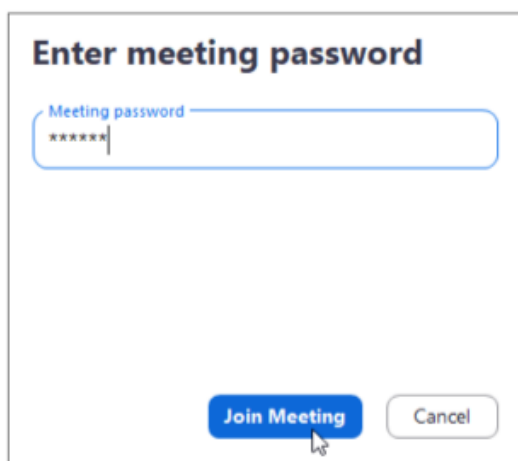 Enter meeting password
Meeting password
******
Join Meeting
Cancel